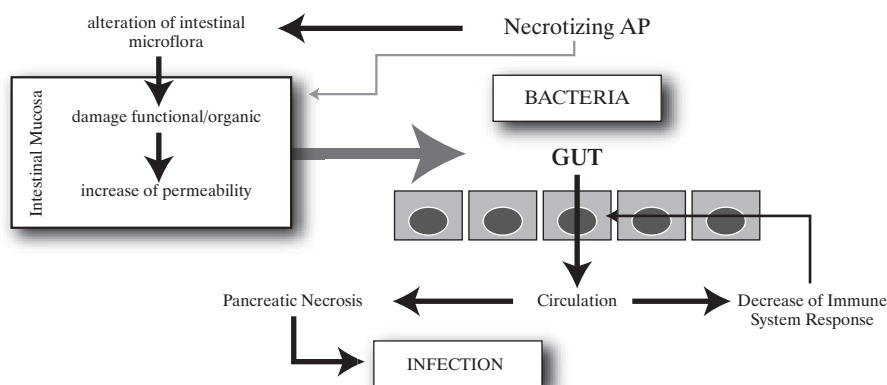 alteration of intestinal
microflora
Necrotizing AP
BACTERIA
Intestinal Mucosa
damage functional/organic
increase of permeability
GUT
Pancreatic Necrosis
Circulation
Decrease of Immune
System Response
INFECTION